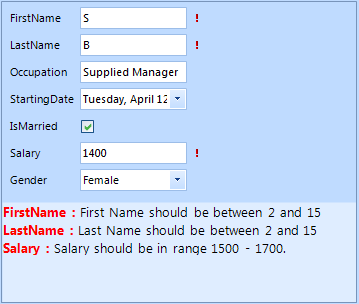 FirstName S !
LastName B !
Occupation Supplied Manager
StartingDate Tuesday, April 12
IsMarried
Salary 1400 !
Gender Female
FirstName : First Name should be between 2 and 15
LastName : Last Name should be between 2 and 15
Salary : Salary should be in range 1500 - 1700.